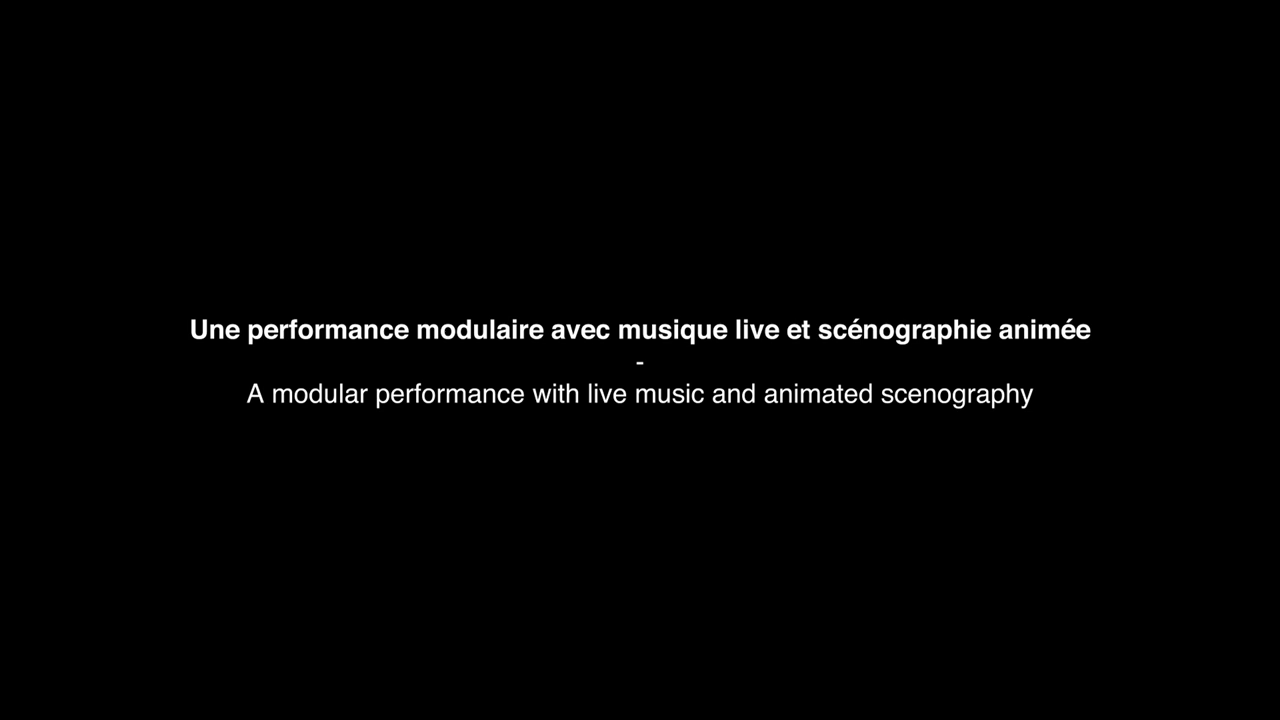 Une performance modulaire avec musique live et scénographie animée
-
A modular performance with live music and animated scenography